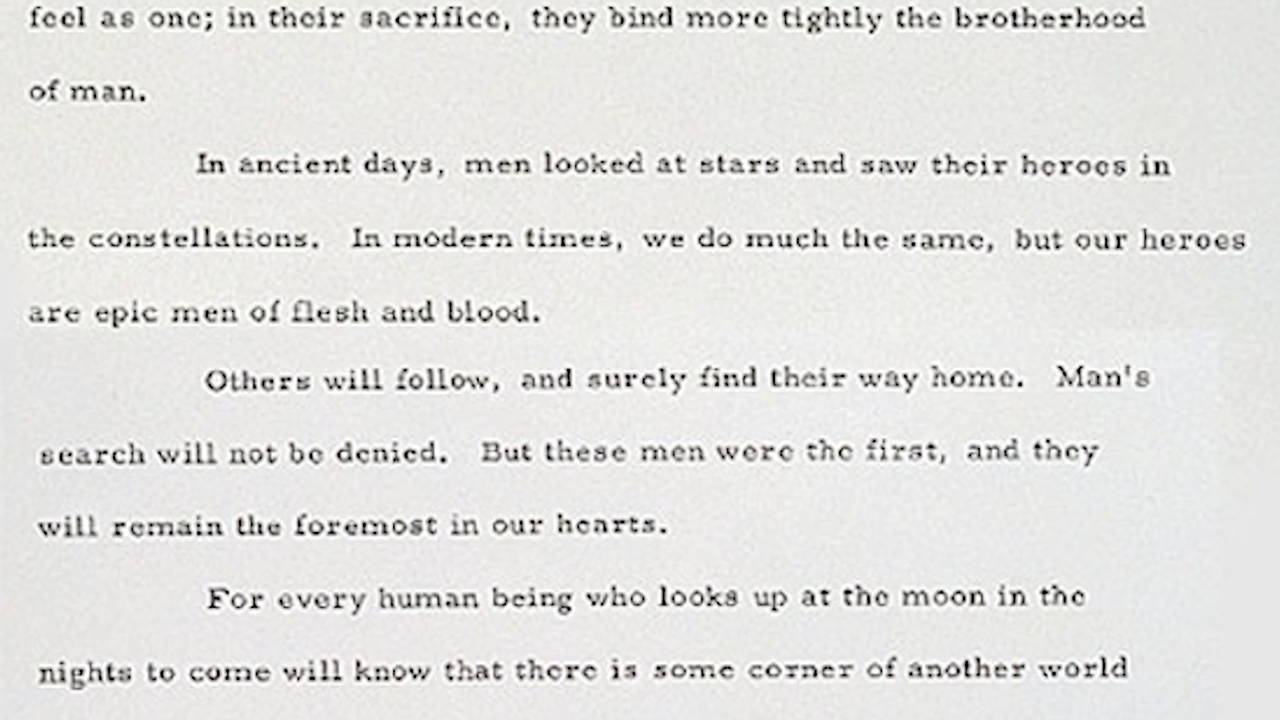 feel as one; in their sacrifice, they bind more tightly the brotherhood
of man.
In ancient days, men looked at stars and saw their heroes in
the constellations. In modern times, we do much the same, but our heroes
are epic men of flesh and blood.
Others will follow, and surely find their way home. Man's
search will not be denied. But these men were the first, and they
will remain the foremost in our hearts.
For every human being who looks up at the moon in the
nights to come will know that there is some corner of another world